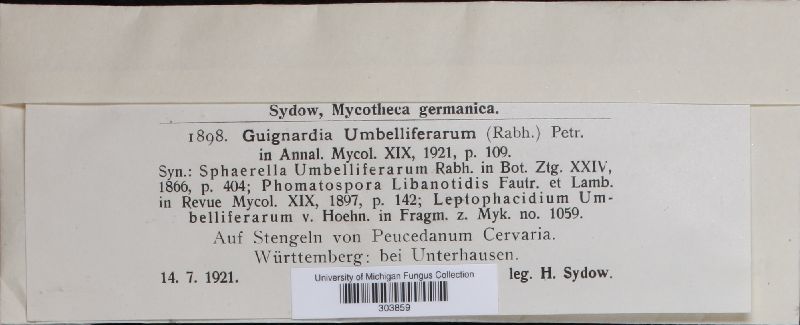 Sydow, Mycotheca germanica.
1898. Guignardia Umbelliferarum (Rabh.) Petr.
in Annal. Mycol. XIX, 1921, p. 109.
Syn.: Sphaerella Umbelliferarum Rabh. in Bot. Ztg. XXIV,
1866, p. 404; Phomatospora Libanotidis Fautr. et Lamb.
in Revue Mycol. XIX, 1897, p. 142; Leptophacidium Um-
belliferarum v. Hoehn. in Fragm. z. Myk. no. 1059.
Auf Stengeln von Peucedanum Cervaria.
Württemberg: bei Unterhausen.
14. 7. 1921. leg. H. Sydow.
University of Michigan Fungus Collection
303859